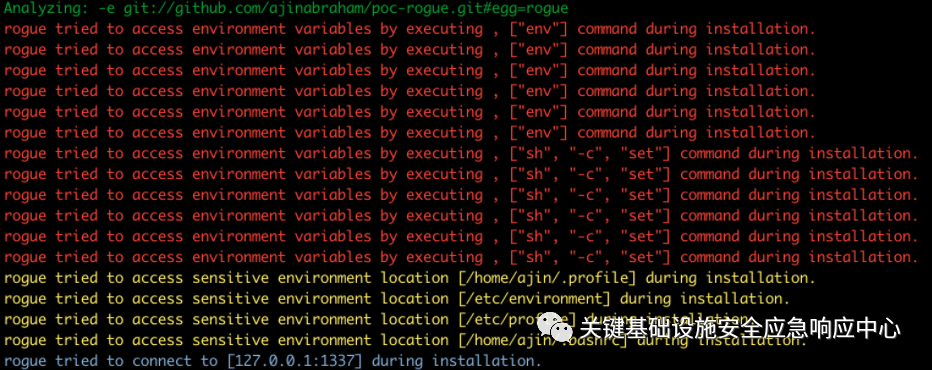 Analyzing: -e git://github.com/ajinabraham/poc-rogue.git#egg=rogue
rogue tried to access environment variables by executing , ["env"] command during installation.
rogue tried to access environment variables by executing , ["env"] command during installation.
rogue tried to access environment variables by executing , ["env"] command during installation.
rogue tried to access environment variables by executing , ["env"] command during installation.
rogue tried to access environment variables by executing , ["env"] command during installation.
rogue tried to access environment variables by executing , ["env"] command during installation.
rogue tried to access environment variables by executing , ["sh", "-c", "set"] command during installation.
rogue tried to access environment variables by executing , ["sh", "-c", "set"] command during installation.
rogue tried to access environment variables by executing , ["sh", "-c", "set"] command during installation.
rogue tried to access environment variables by executing , ["sh", "-c", "set"] command during installation.
rogue tried to access environment variables by executing , ["sh", "-c", "set"] command during installation.
rogue tried to access environment variables by executing , ["sh", "-c", "set"] command during installation.
rogue tried to access sensitive environment location [/home/ajin/.profile] during installation.
rogue tried to access sensitive environment location [/etc/environment] during installation.
rogue tried to access sensitive environment location [/etc/profile] during installation.
rogue tried to access sensitive environment location [/home/ajin/.bashrc] during installation.
rogue tried to connect to [127.0.0.1:1337] during installation.
关键基础设施安全应急响应中心